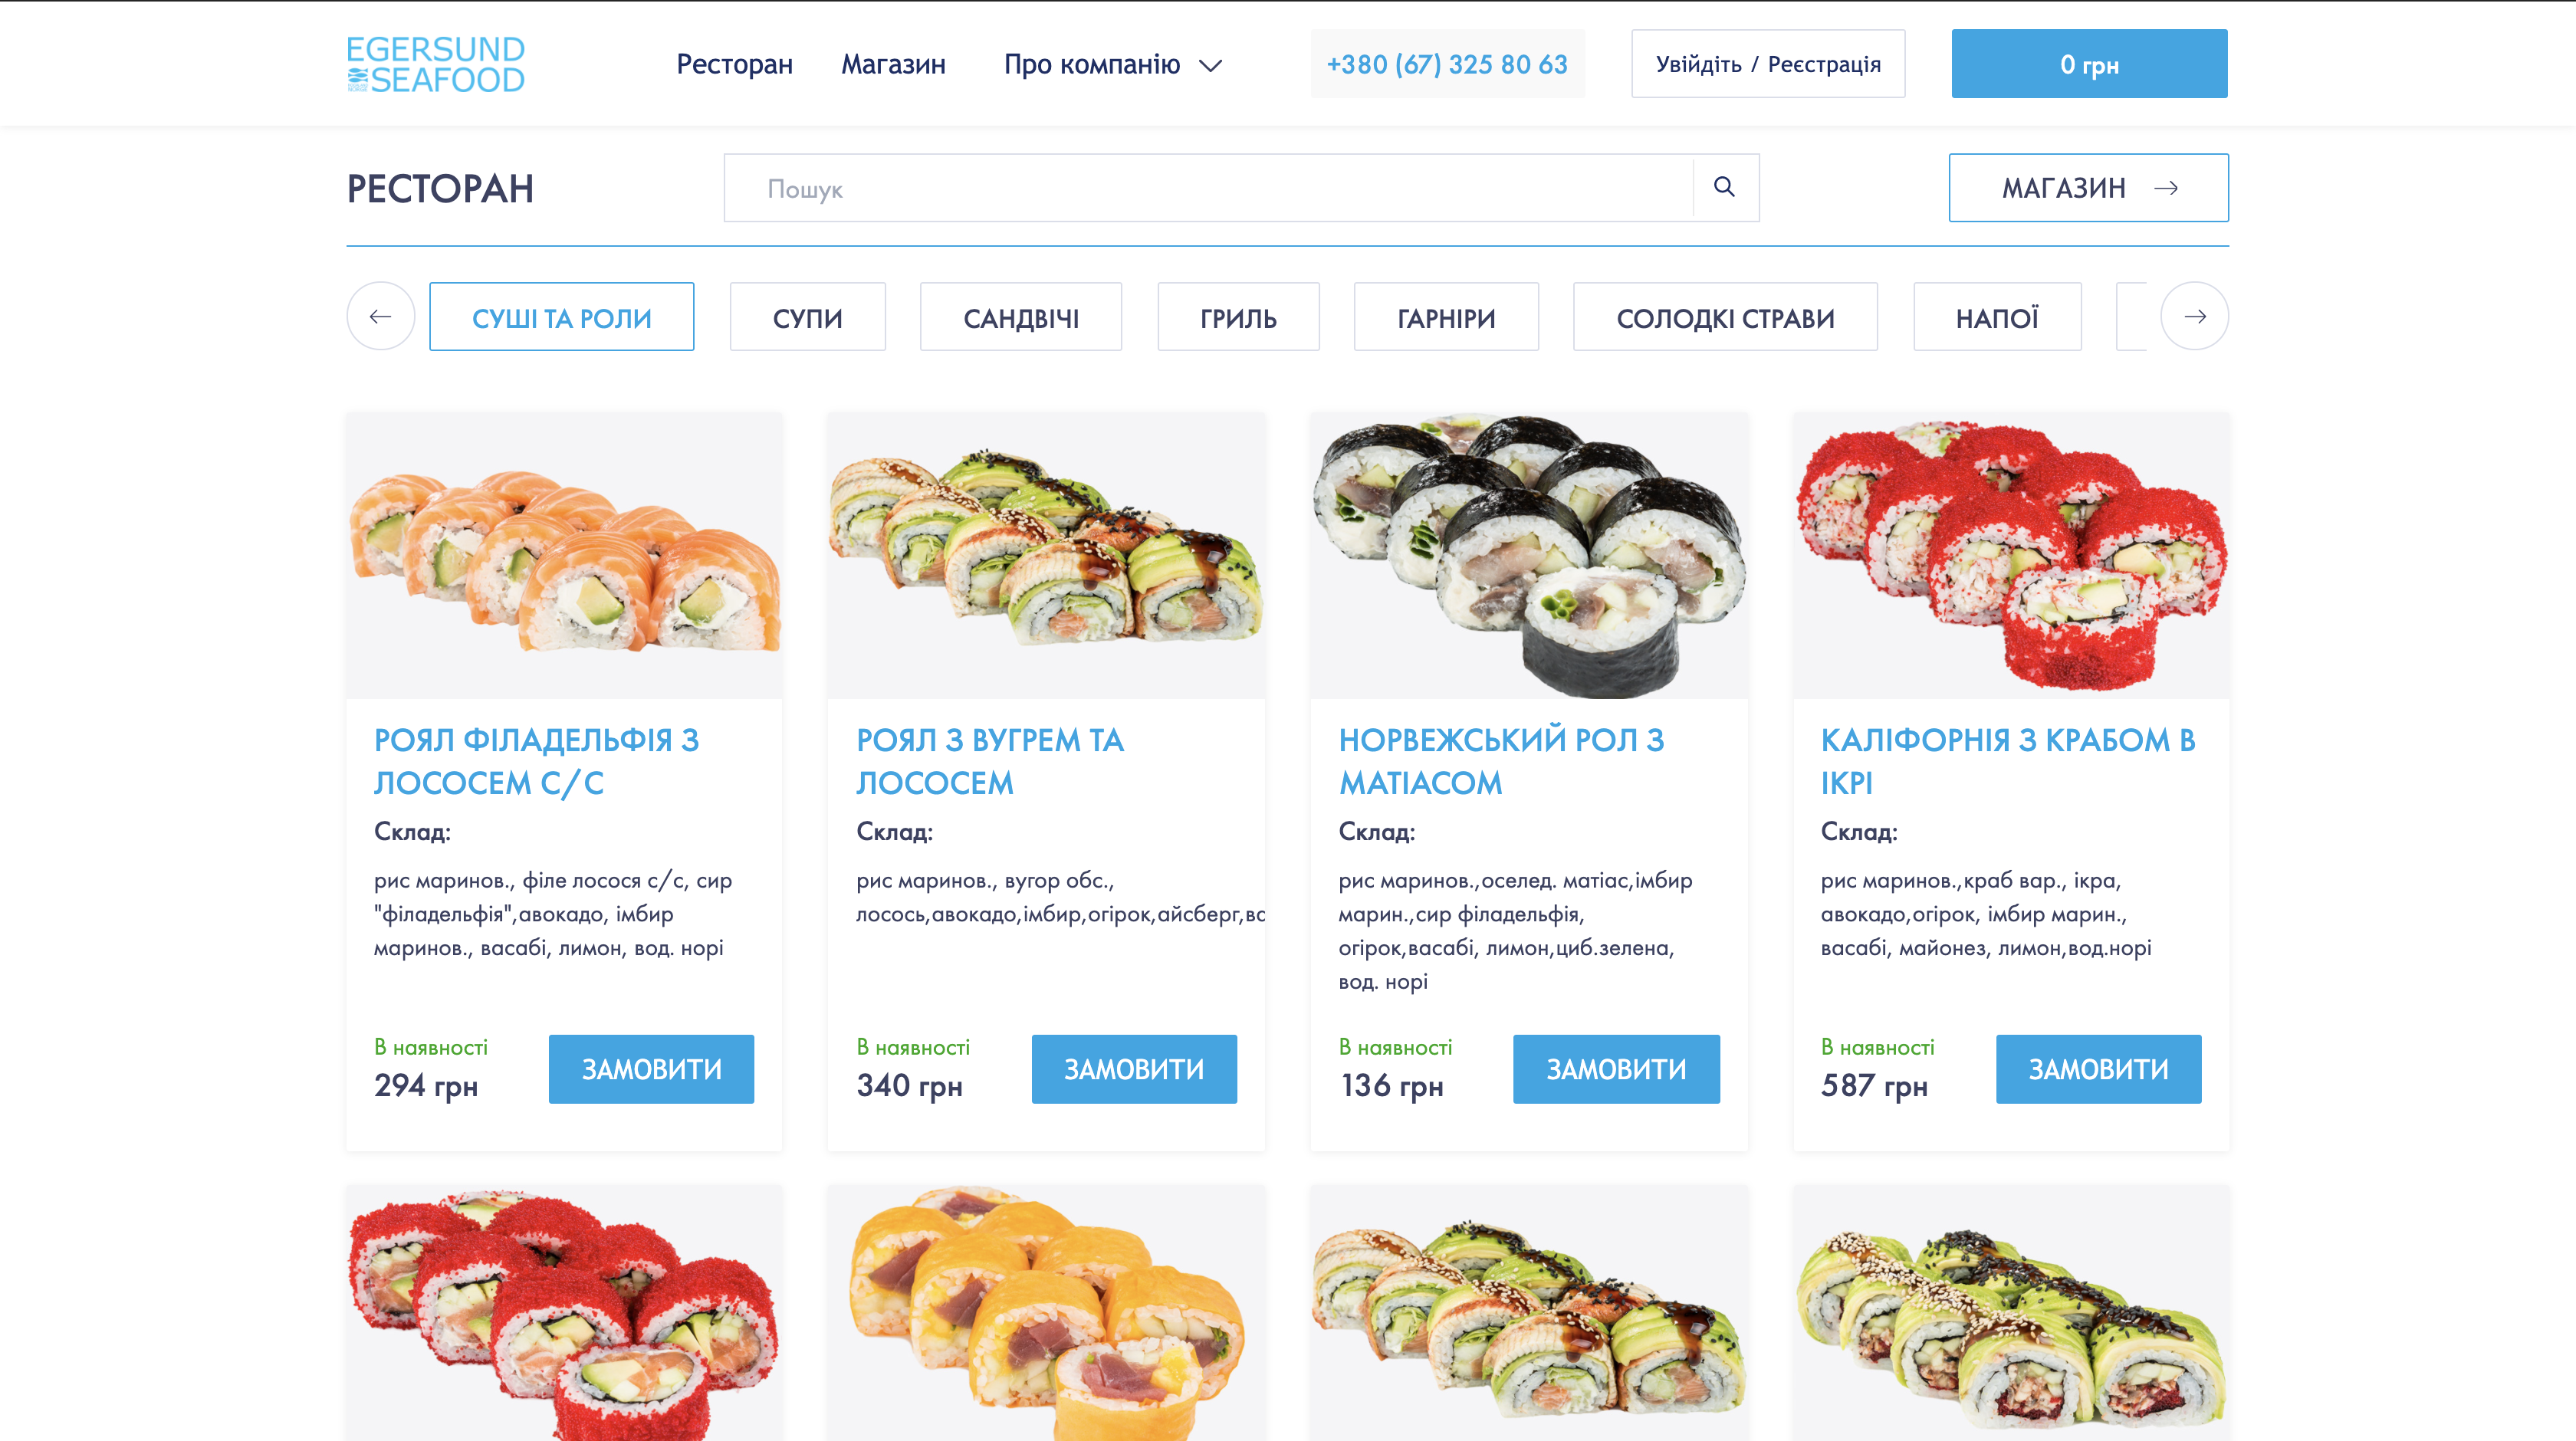 EGERSUND
SEAFOOD
Ресторан
Магазин
Про компанію
+380 (67) 325 80 63
Увійдіть / Реєстрація
0 грн
РЕСТОРАН
Пошук
МАГАЗИН
СУШІ ТА РОЛИ
СУПИ
САНДВІЧІ
ГРИЛЬ
ГАРНІРИ
СОЛОДКІ СТРАВИ
НАПОЇ
РОЯЛ ФІЛАДЕЛЬФІЯ З
ЛОСОСЕМ С/С
Склад:
рис маринов., філе лосося с/с, сир
"філадельфія",авокадо, імбир
маринов., васабі, лимон, вод. норі
В наявності
294 грн
ЗАМОВИТИ
РОЯЛ З ВУГРЕМ ТА
ЛОСОСЕМ
Склад:
рис маринов., вугор обс.,
лосось,авокадо,імбир,огірок,айсберг,
В наявності
340 грн
ЗАМОВИТИ
НОРВЕЖСЬКИЙ РОЛ З
МАТІАСОМ
Склад:
рис маринов.,оселед. матіас,імбир
марин.,сир філадельфія,
огірок,васабі, лимон,циб.зелена,
вод. норі
В наявності
136 грн
ЗАМОВИТИ
КАЛІФОРНІЯ З КРАБОМ В
ІКРІ
Склад:
рис маринов.,краб вар., ікра,
авокадо,огірок, імбир марин.,
васабі, майонез, лимон,вод.норі
В наявності
587 грн
ЗАМОВИТИ